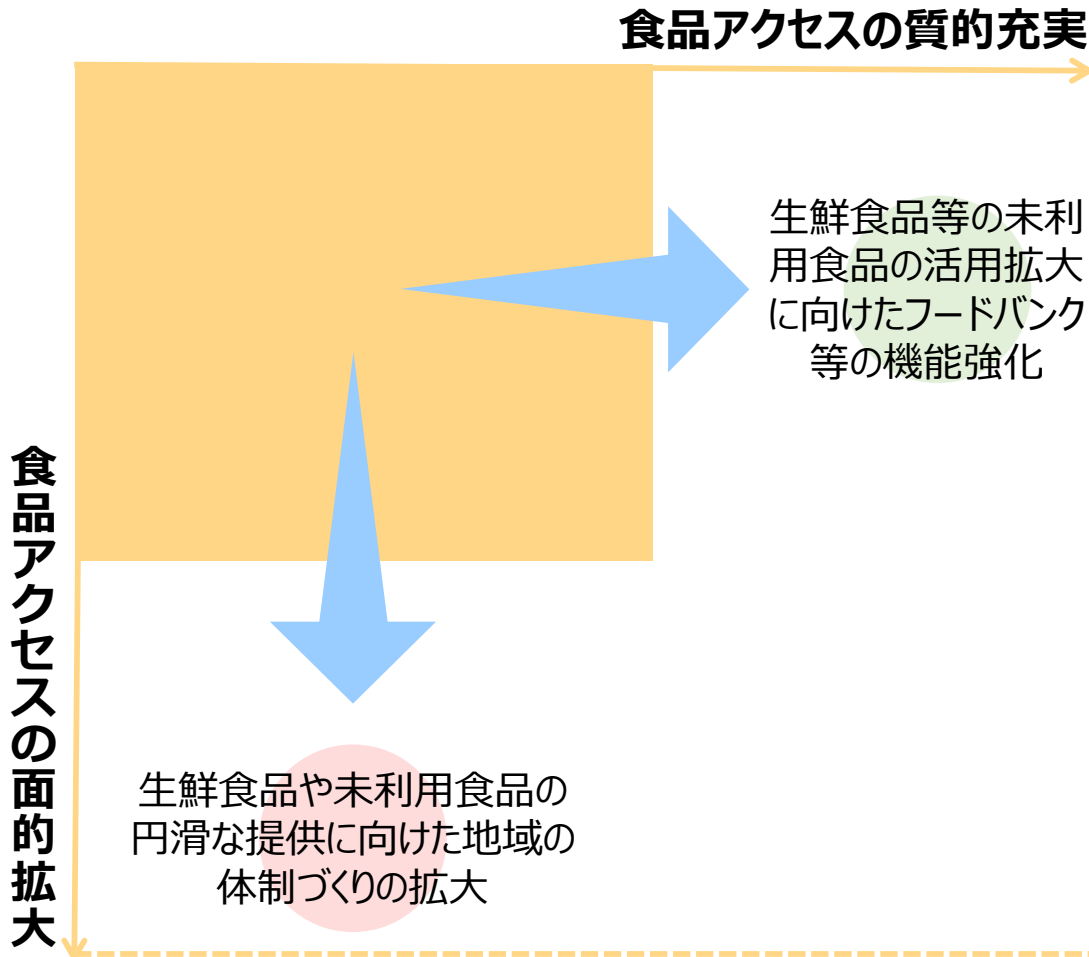 食品アクセスの質的充実
生鮮食品等の未利
用食品の活用拡大
に向けたフードバンク
等の機能強化
食品アクセスの面的拡大
生鮮食品や未利用食品の
円滑な提供に向けた地域の
体制づくりの拡大